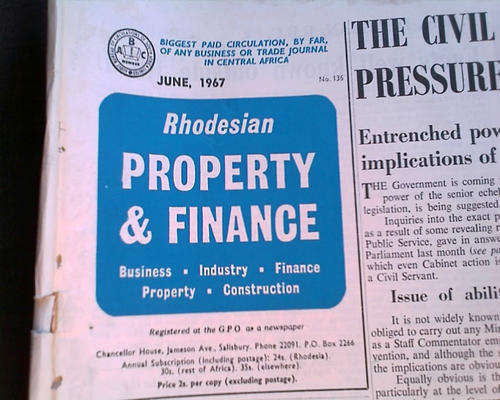 ABC
BIGGEST PAID CIRCULATION, BY FAR,
OF ANY BUSINESS OR TRADE JOURNAL
IN CENTRAL AFRICA
JUNE, 1967
No. 135
Rhodesian
PROPERTY
& FINANCE
Business • Industry • Finance
Property • Construction
Registered at the G.P.O as a newspaper
Chancellor House, Jameson Ave., Salisbury. Phone 22091. P.O. Box 2266
Annual Subscription (including postage): 24s. (Rhodesia).
30s. (rest of Africa). 35s. (elsewhere).
Price 2s. per copy (excluding postage).
THE CIVIL
PRESSURE
Entrenched pow
implications of
THE Government is coming
power of the senior eche
legislation, is being suggested
Inquiries into the exact p
as a result of some revealing r
Public Service, gave in answe
Parliament last month (see pa
which even Cabinet action is
a Civil Servant.
Issue of abili
It is not widely known
obliged to carry out any Min
as a Staff Commentator em
vention, and although the
the implications are obvious
Equally obvious is th
particularly at the level of